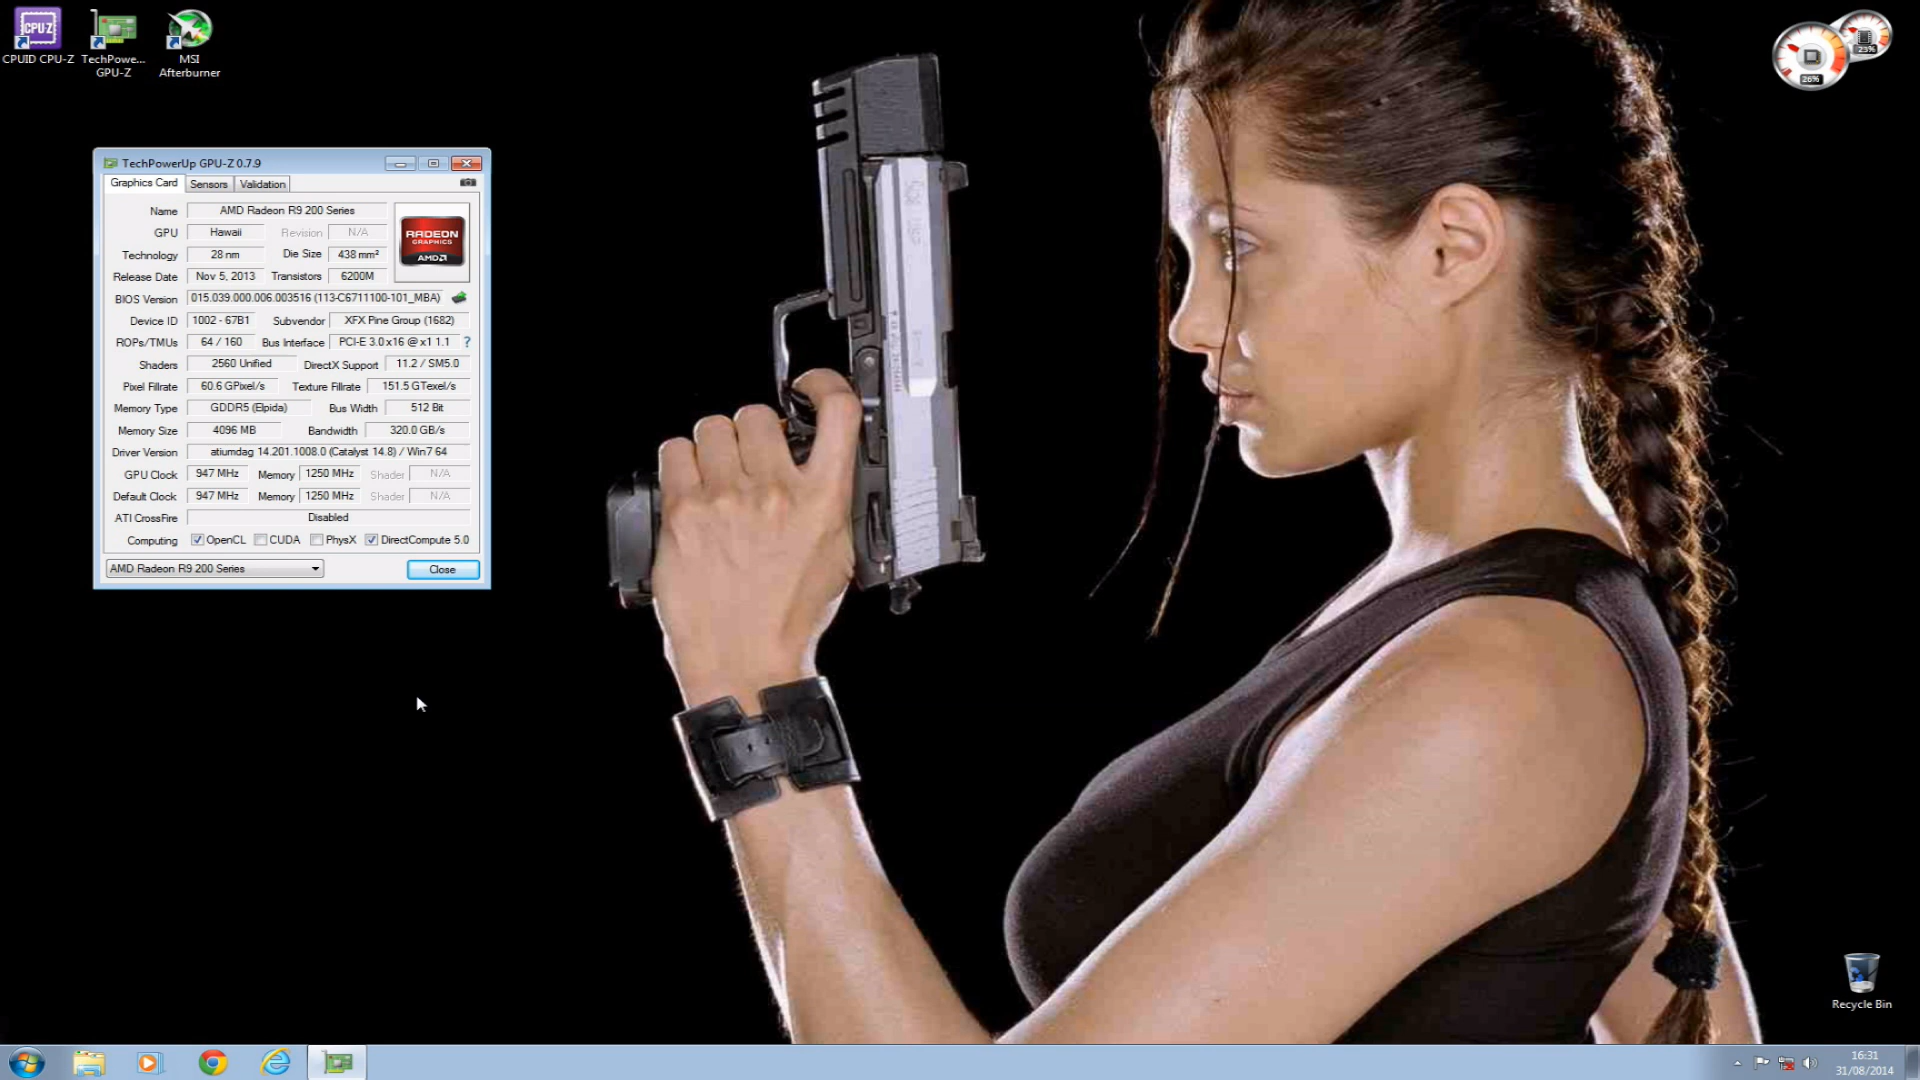 CPU-Z
CPUID CPU-Z
TechPowe... GPU-Z
MSI Afterburner
26%
23%
TechPowerUp GPU-Z 0.7.9
Graphics Card Sensors Validation
Name AMD Radeon R9 200 Series
GPU Hawaii Revision N/A
RADEON
GRAPHICS
AMD
Technology 28 nm Die Size 438 mm²
Release Date Nov 5, 2013 Transistors 6200M
BIOS Version 015.039.000.006.003516 (113-C6711100-101_MBA)
Device ID 1002 - 67B1 Subvendor XFX Pine Group (1682)
ROPs/TMUs 64 / 160 Bus Interface PCI-E 3.0 x16 @ x1 1.1 ?
Shaders 2560 Unified DirectX Support 11.2 / SM5.0
Pixel Fillrate 60.6 GPixel/s Texture Fillrate 151.5 GTexel/s
Memory Type GDDR5 (Elpida) Bus Width 512 Bit
Memory Size 4096 MB Bandwidth 320.0 GB/s
Driver Version atiumdag 14.201.1008.0 (Catalyst 14.8) / Win7 64
GPU Clock 947 MHz Memory 1250 MHz Shader N/A
Default Clock 947 MHz Memory 1250 MHz Shader N/A
ATI CrossFire Disabled
Computing OpenCL CUDA PhysX DirectCompute 5.0
AMD Radeon R9 200 Series Close
Recycle Bin
16:31
31/08/2014